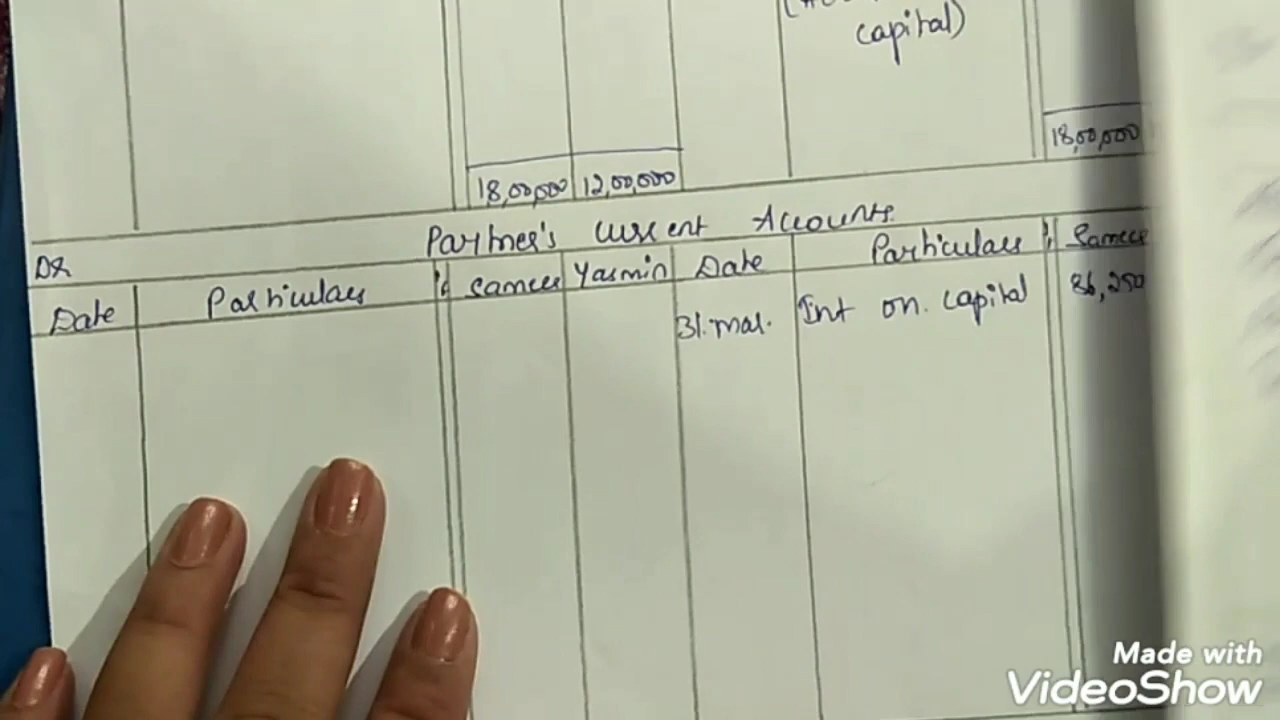 capital)
18,00,000
18,00,000 12,00,000
Partner's Current Accounts
Dr
Date Particulars Sameer Yasmin Date Particulars Sameer
31.mar. Int on. capital 86,250
Made with
VideoShow